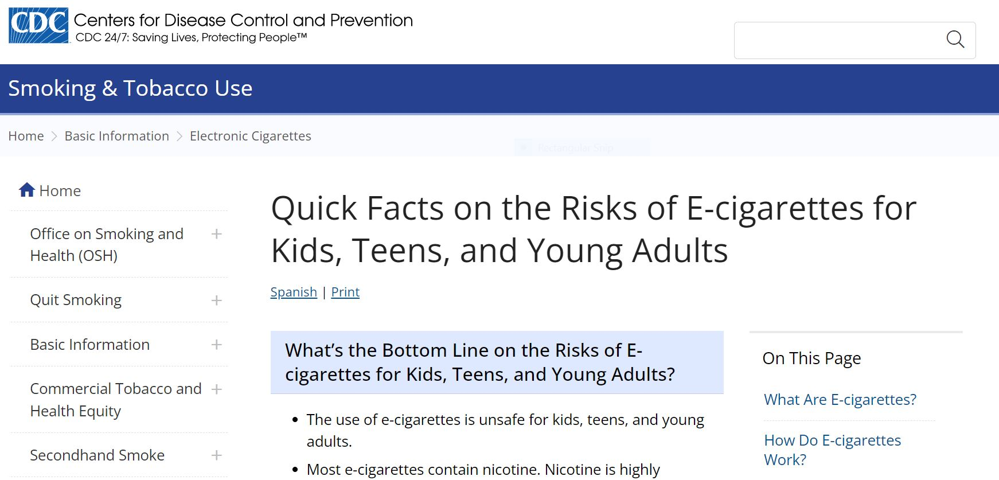 CDC Centers for Disease Control and Prevention
CDC 24/7: Saving Lives, Protecting People™
Smoking & Tobacco Use
Home > Basic Information > Electronic Cigarettes
Rectangular Snip
Home
Office on Smoking and
Health (OSH)
Quit Smoking
Basic Information
Commercial Tobacco and
Health Equity
Secondhand Smoke
Quick Facts on the Risks of E-cigarettes for
Kids, Teens, and Young Adults
Spanish | Print
What’s the Bottom Line on the Risks of E-
cigarettes for Kids, Teens, and Young Adults?
• The use of e-cigarettes is unsafe for kids, teens, and young
adults.
• Most e-cigarettes contain nicotine. Nicotine is highly
On This Page
What Are E-cigarettes?
How Do E-cigarettes
Work?